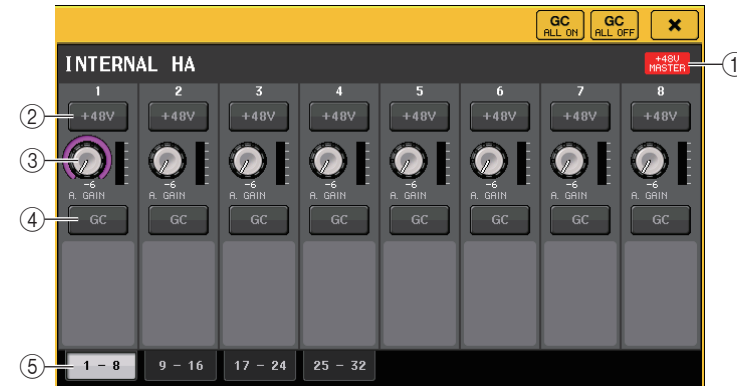 GC ALL ON GC ALL OFF ×
INTERNAL HA +48V MASTER ①
1 2 3 4 5 6 7 8
② +48V +48V +48V +48V +48V +48V +48V +48V
③ -6 -6 -6 -6 -6 -6 -6 -6
A. GAIN A. GAIN A. GAIN A. GAIN A. GAIN A. GAIN A. GAIN A. GAIN
④ GC GC GC GC GC GC GC GC
⑤ 1 - 8 9 - 16 17 - 24 25 - 32